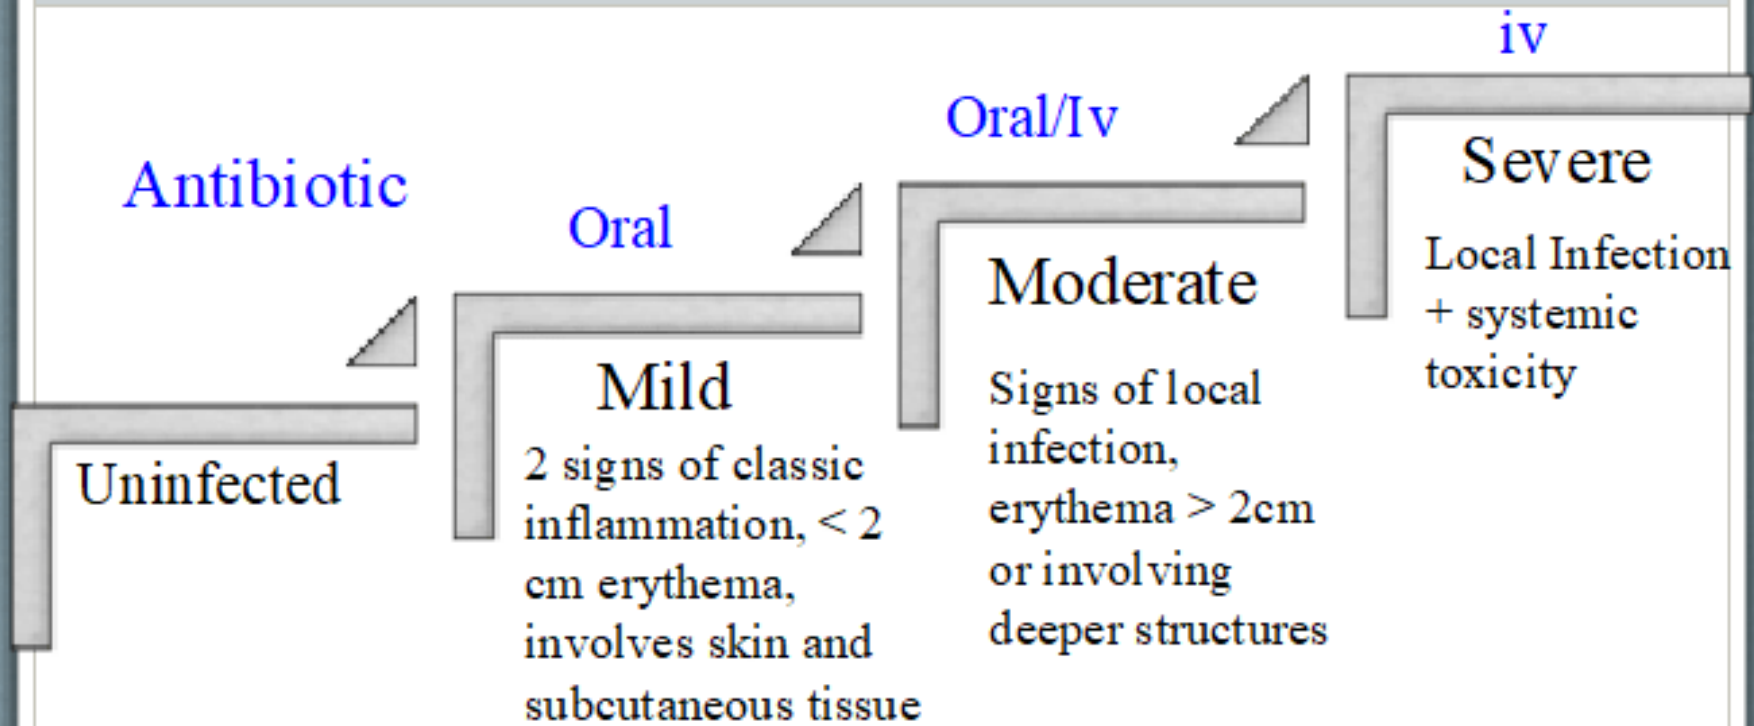 Antibiotic
Uninfected
Oral
Mild
2 signs of classic
inflammation, < 2
cm erythema,
involves skin and
subcutaneous tissue
Oral/Iv
Moderate
Signs of local
infection,
erythema > 2cm
or involving
deeper structures
iv
Severe
Local Infection
+ systemic
toxicity